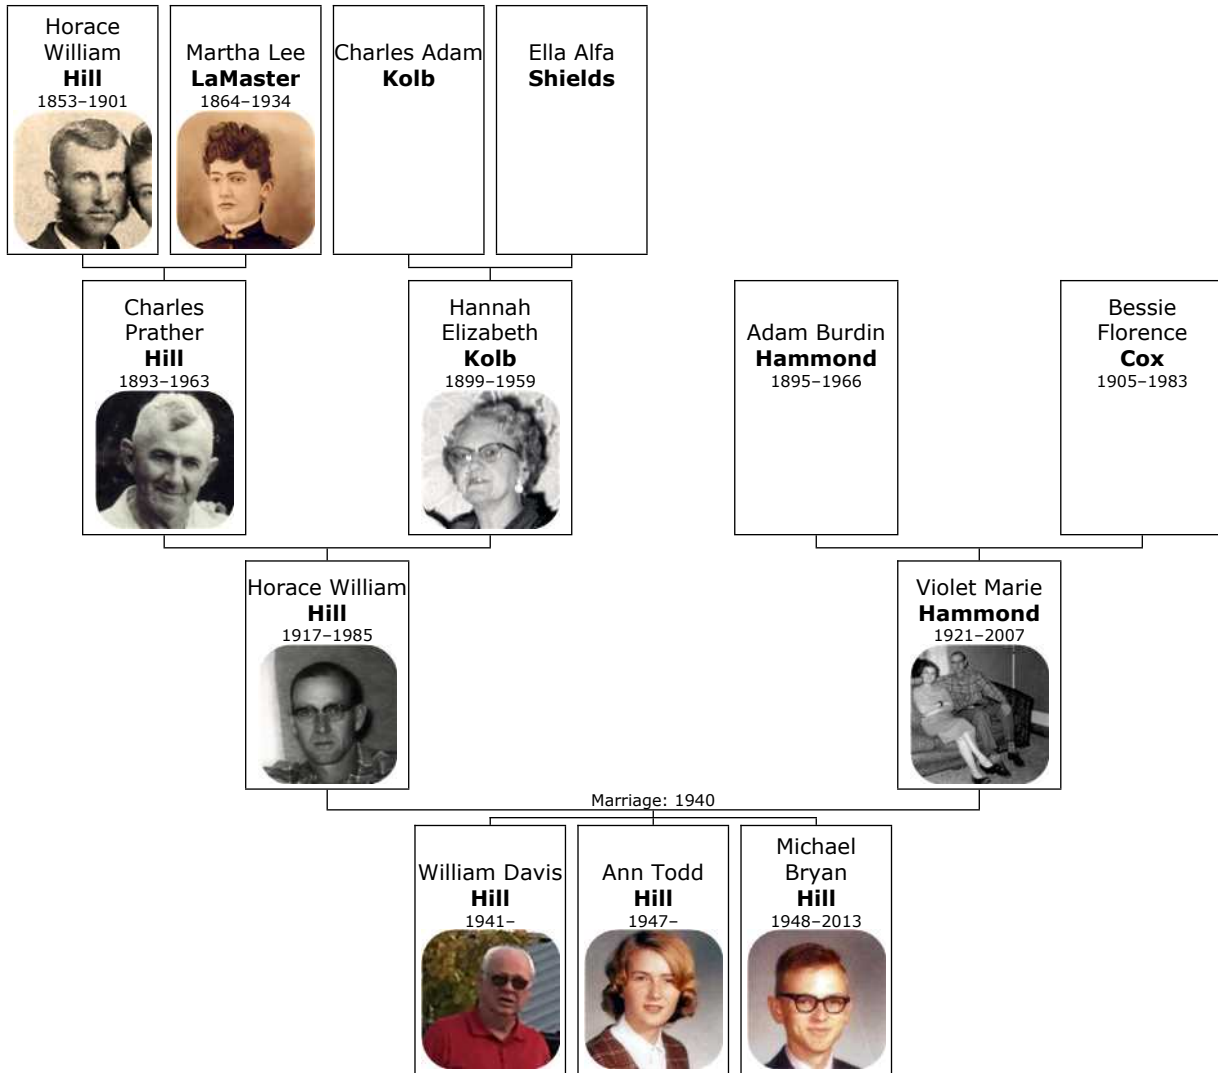 Horace
William
Hill
1853–1901
Martha Lee
LaMaster
1864–1934
Charles Adam
Kolb
Ella Alfa
Shields
Charles
Prather
Hill
1893–1963
Hannah
Elizabeth
Kolb
1899–1959
Adam Burdin
Hammond
1895–1966
Bessie
Florence
Cox
1905–1983
Horace William
Hill
1917–1985
Violet Marie
Hammond
1921–2007
Marriage: 1940
William Davis
Hill
1941–
Ann Todd
Hill
1947–
Michael
Bryan
Hill
1948–2013